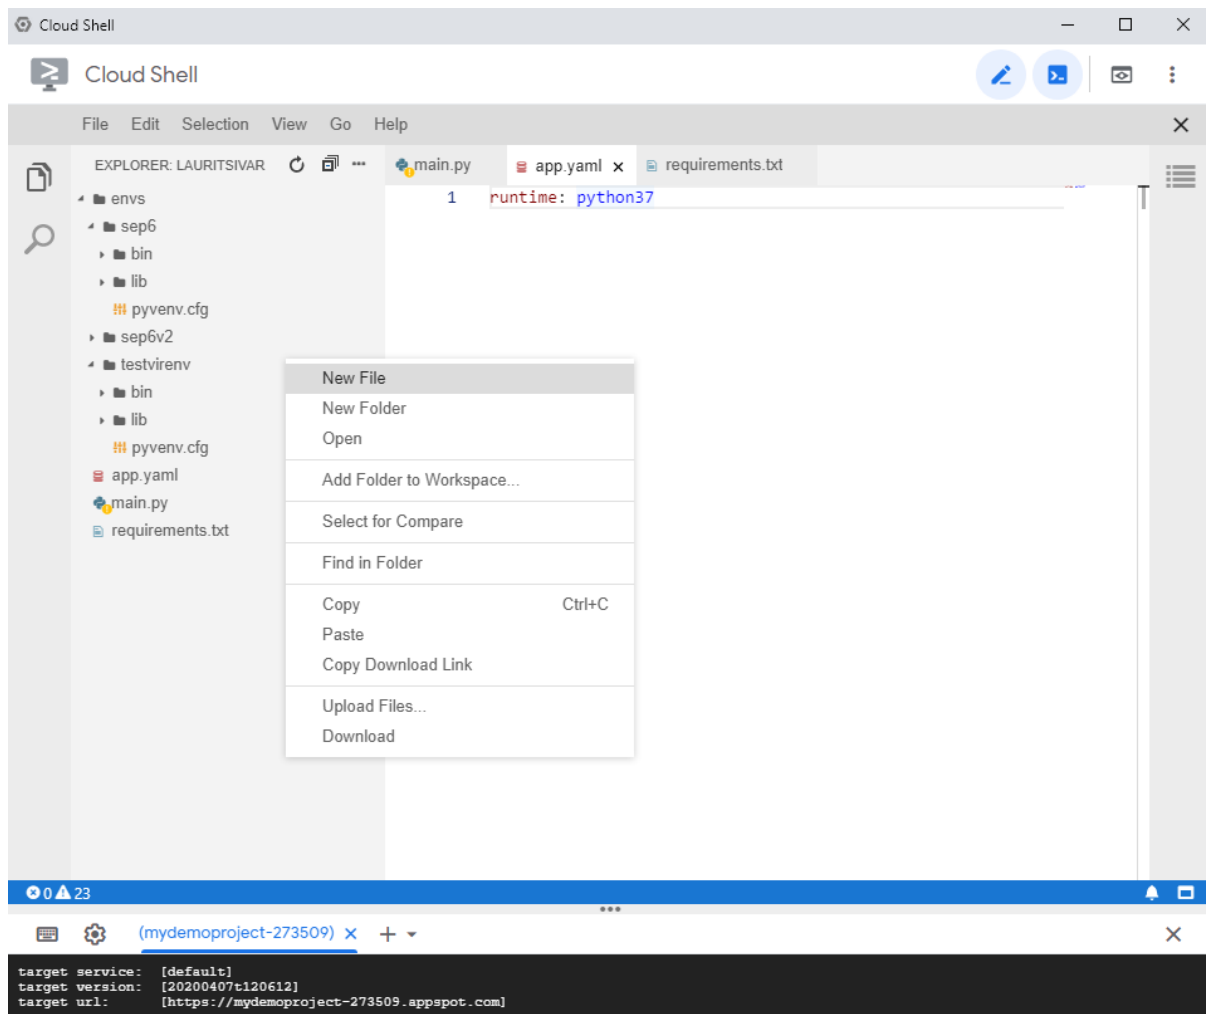 Cloud Shell
Cloud Shell
File Edit Selection View Go Help
EXPLORER: LAURITSIVAR
main.py app.yaml requirements.txt
1 runtime: python37
envs
sep6
bin
lib
pyvenv.cfg
sep6v2
testvirenv
bin
lib
pyvenv.cfg
app.yaml
main.py
requirements.txt
New File
New Folder
Open
Add Folder to Workspace...
Select for Compare
Find in Folder
Copy Ctrl+C
Paste
Copy Download Link
Upload Files...
Download
0 23
(mydemoproject-273509)
target service: [default]
target version: [20200407t120612]
target url: [https://mydemoproject-273509.appspot.com]